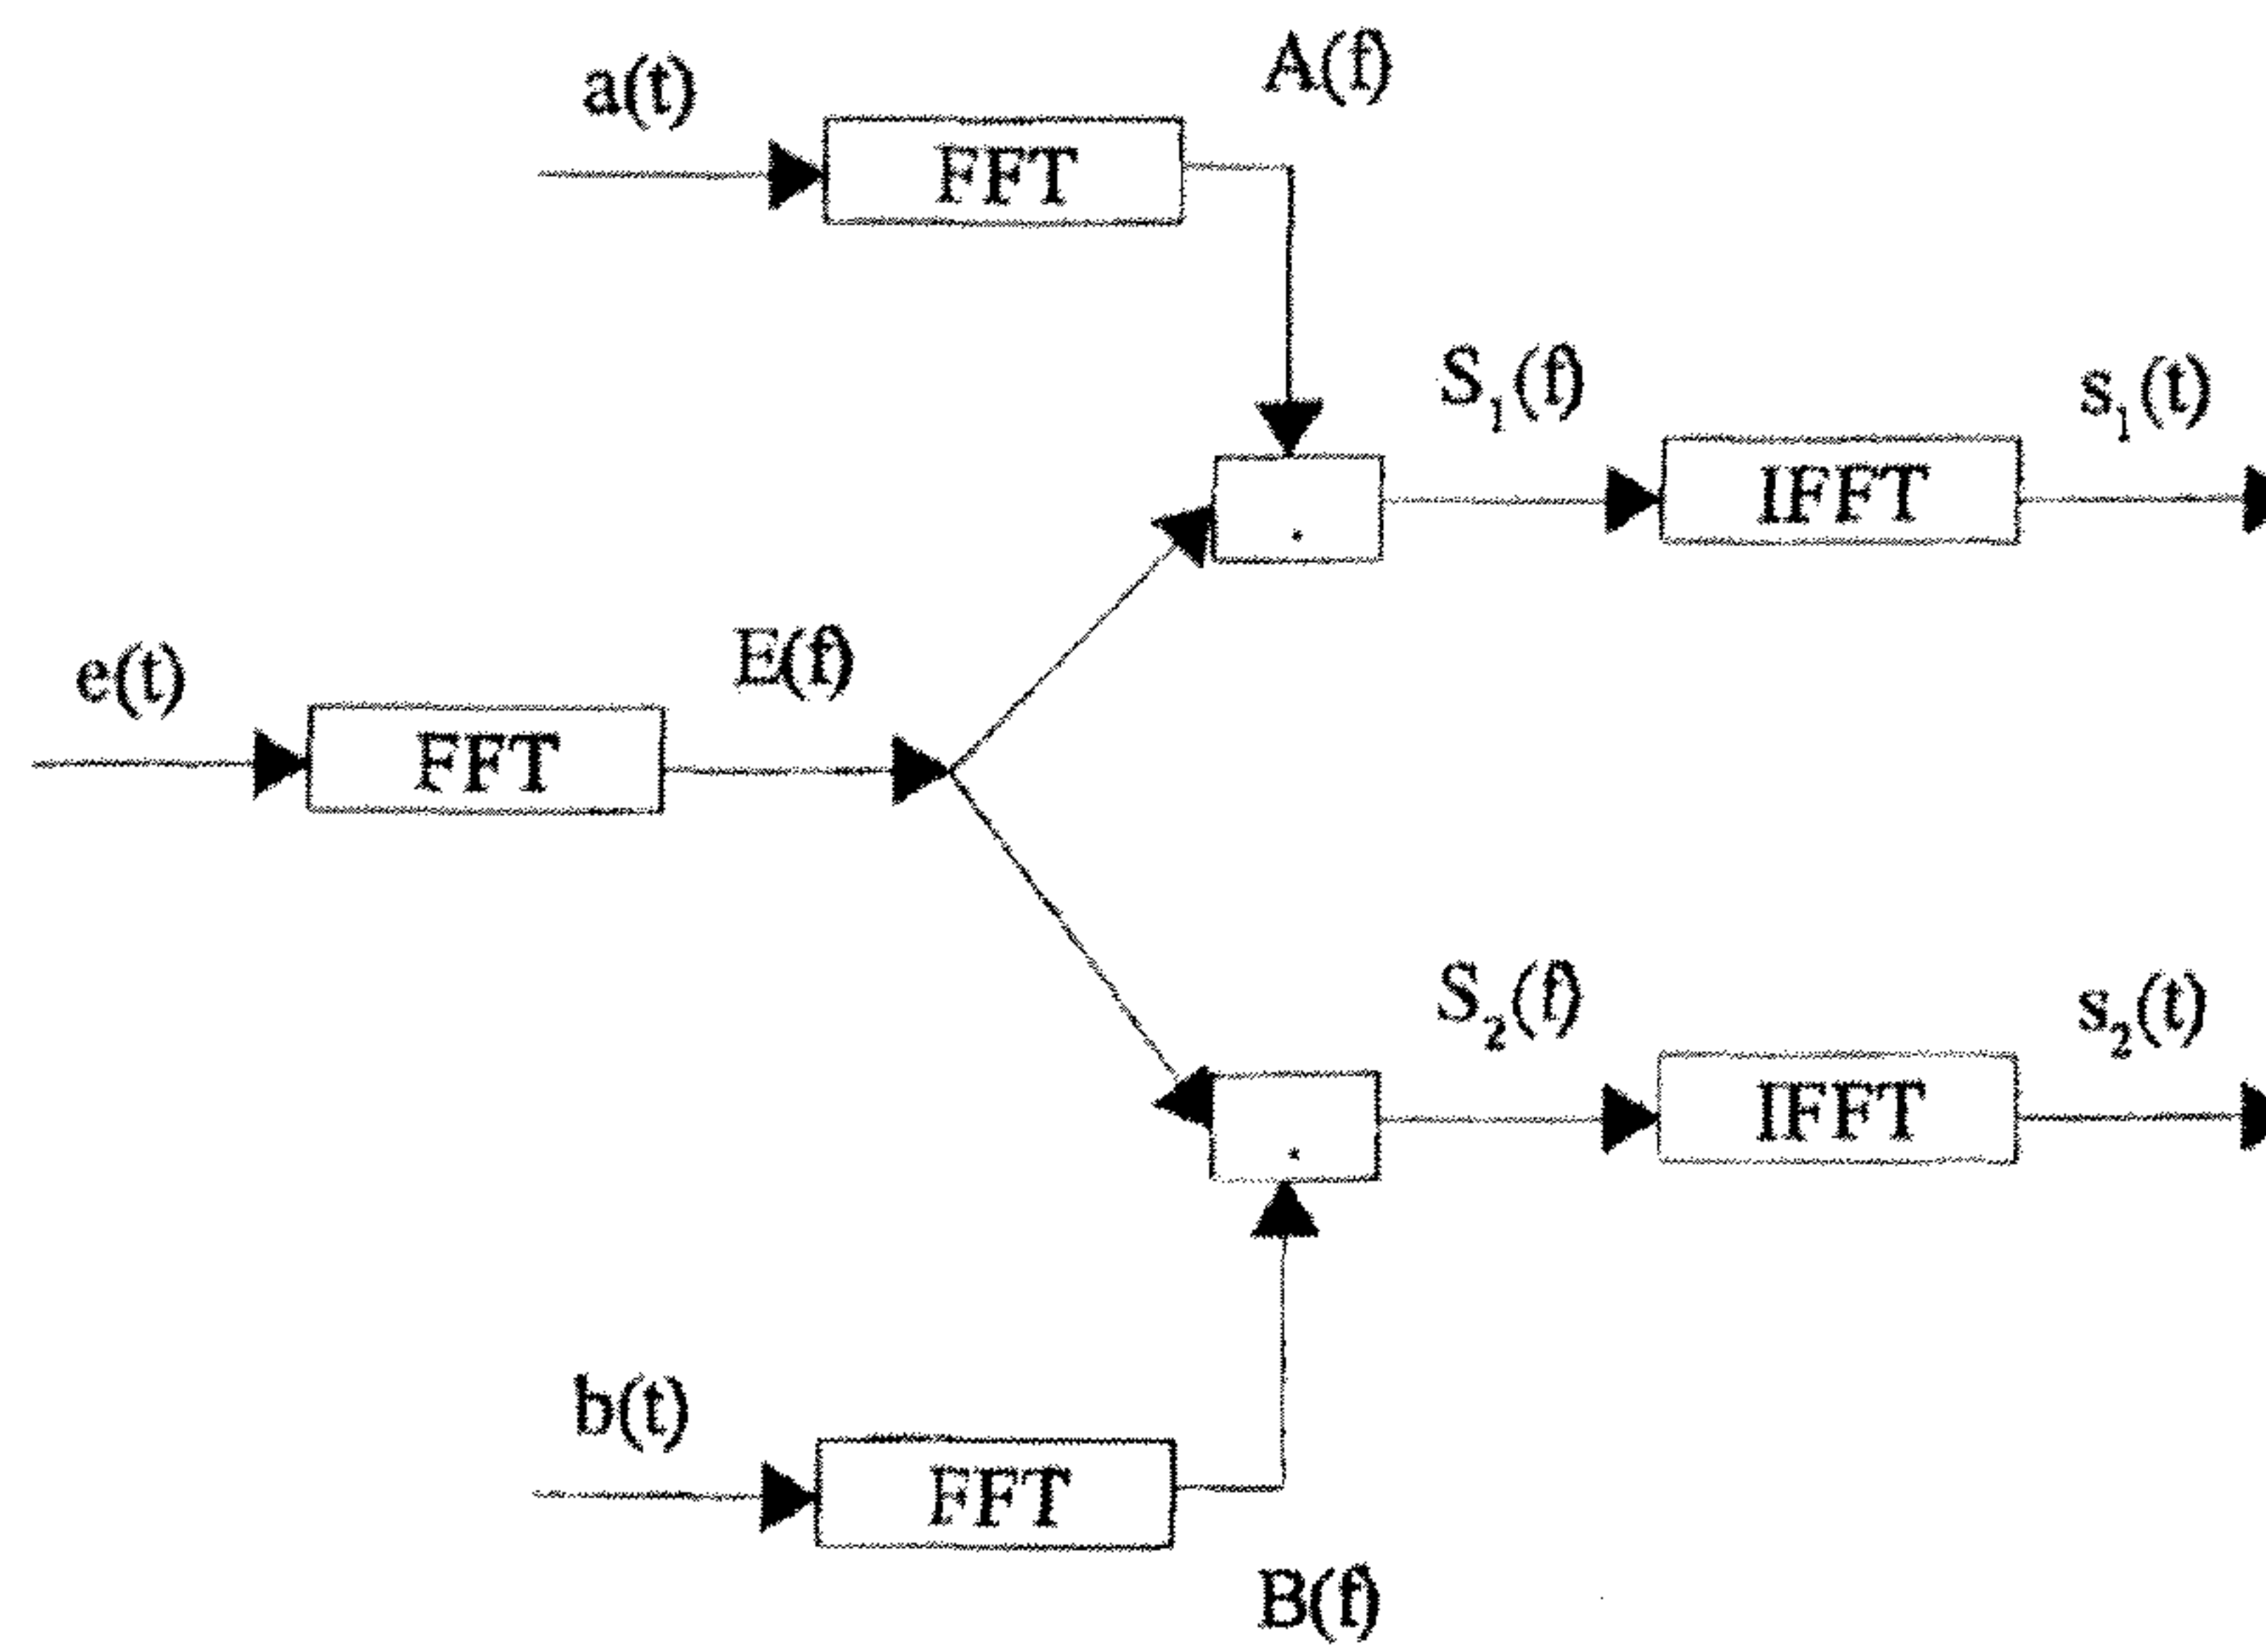 A(f)
a(t)
FFT
S₁(f)
s₁(t)
IFFT
.
E(f)
e(t)
FFT
S₂(f)
s₂(t)
IFFT
.
b(t)
FFT
B(f)